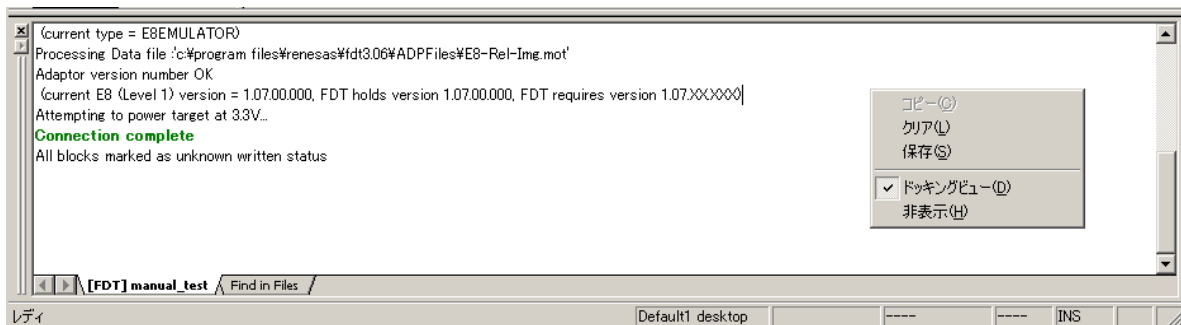 (current type = E8EMULATOR)
Processing Data file :'c:¥program files¥renesas¥fdt3.06¥ADPFiles¥E8-Rel-Img.mot'
Adaptor version number OK
(current E8 (Level 1) version = 1.07.00.000, FDT holds version 1.07.00.000, FDT requires version 1.07.XX.XXX)
Attempting to power target at 3.3V...
Connection complete
All blocks marked as unknown written status
コピー(C)
クリア(L)
保存(S)
ドッキングビュー(D)
非表示(H)
[FDT] manual_test
Find in Files
レディ
Default1 desktop
----
----
INS